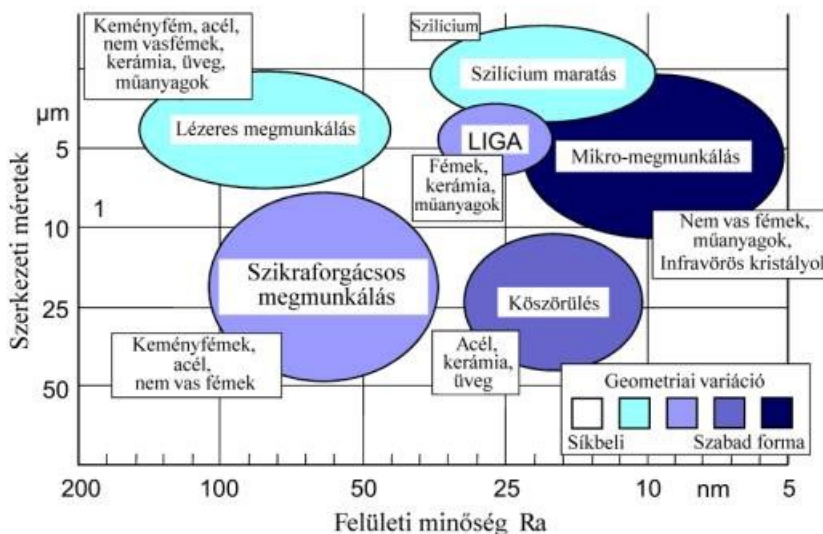 Keményfém, acél,
nem vasfémek,
kerámia, üveg,
műanyagok
Szilícium
Szilícium maratás
µm
Lézeres megmunkálás
LIGA
Mikro-megmunkálás
5
Fémek,
kerámia,
műanyagok
1
10
Nem vas fémek,
műanyagok,
Infravörös kristályok
Szikraforgácsos
megmunkálás
Köszörülés
25
Keményfémek,
acél,
nem vas fémek
Acél,
kerámia,
üveg
50
Geometriai variáció
Síkbeli
Szabad forma
200
100
50
25
10
nm
5
Felületi minőség Ra
Szerkezeti méretek